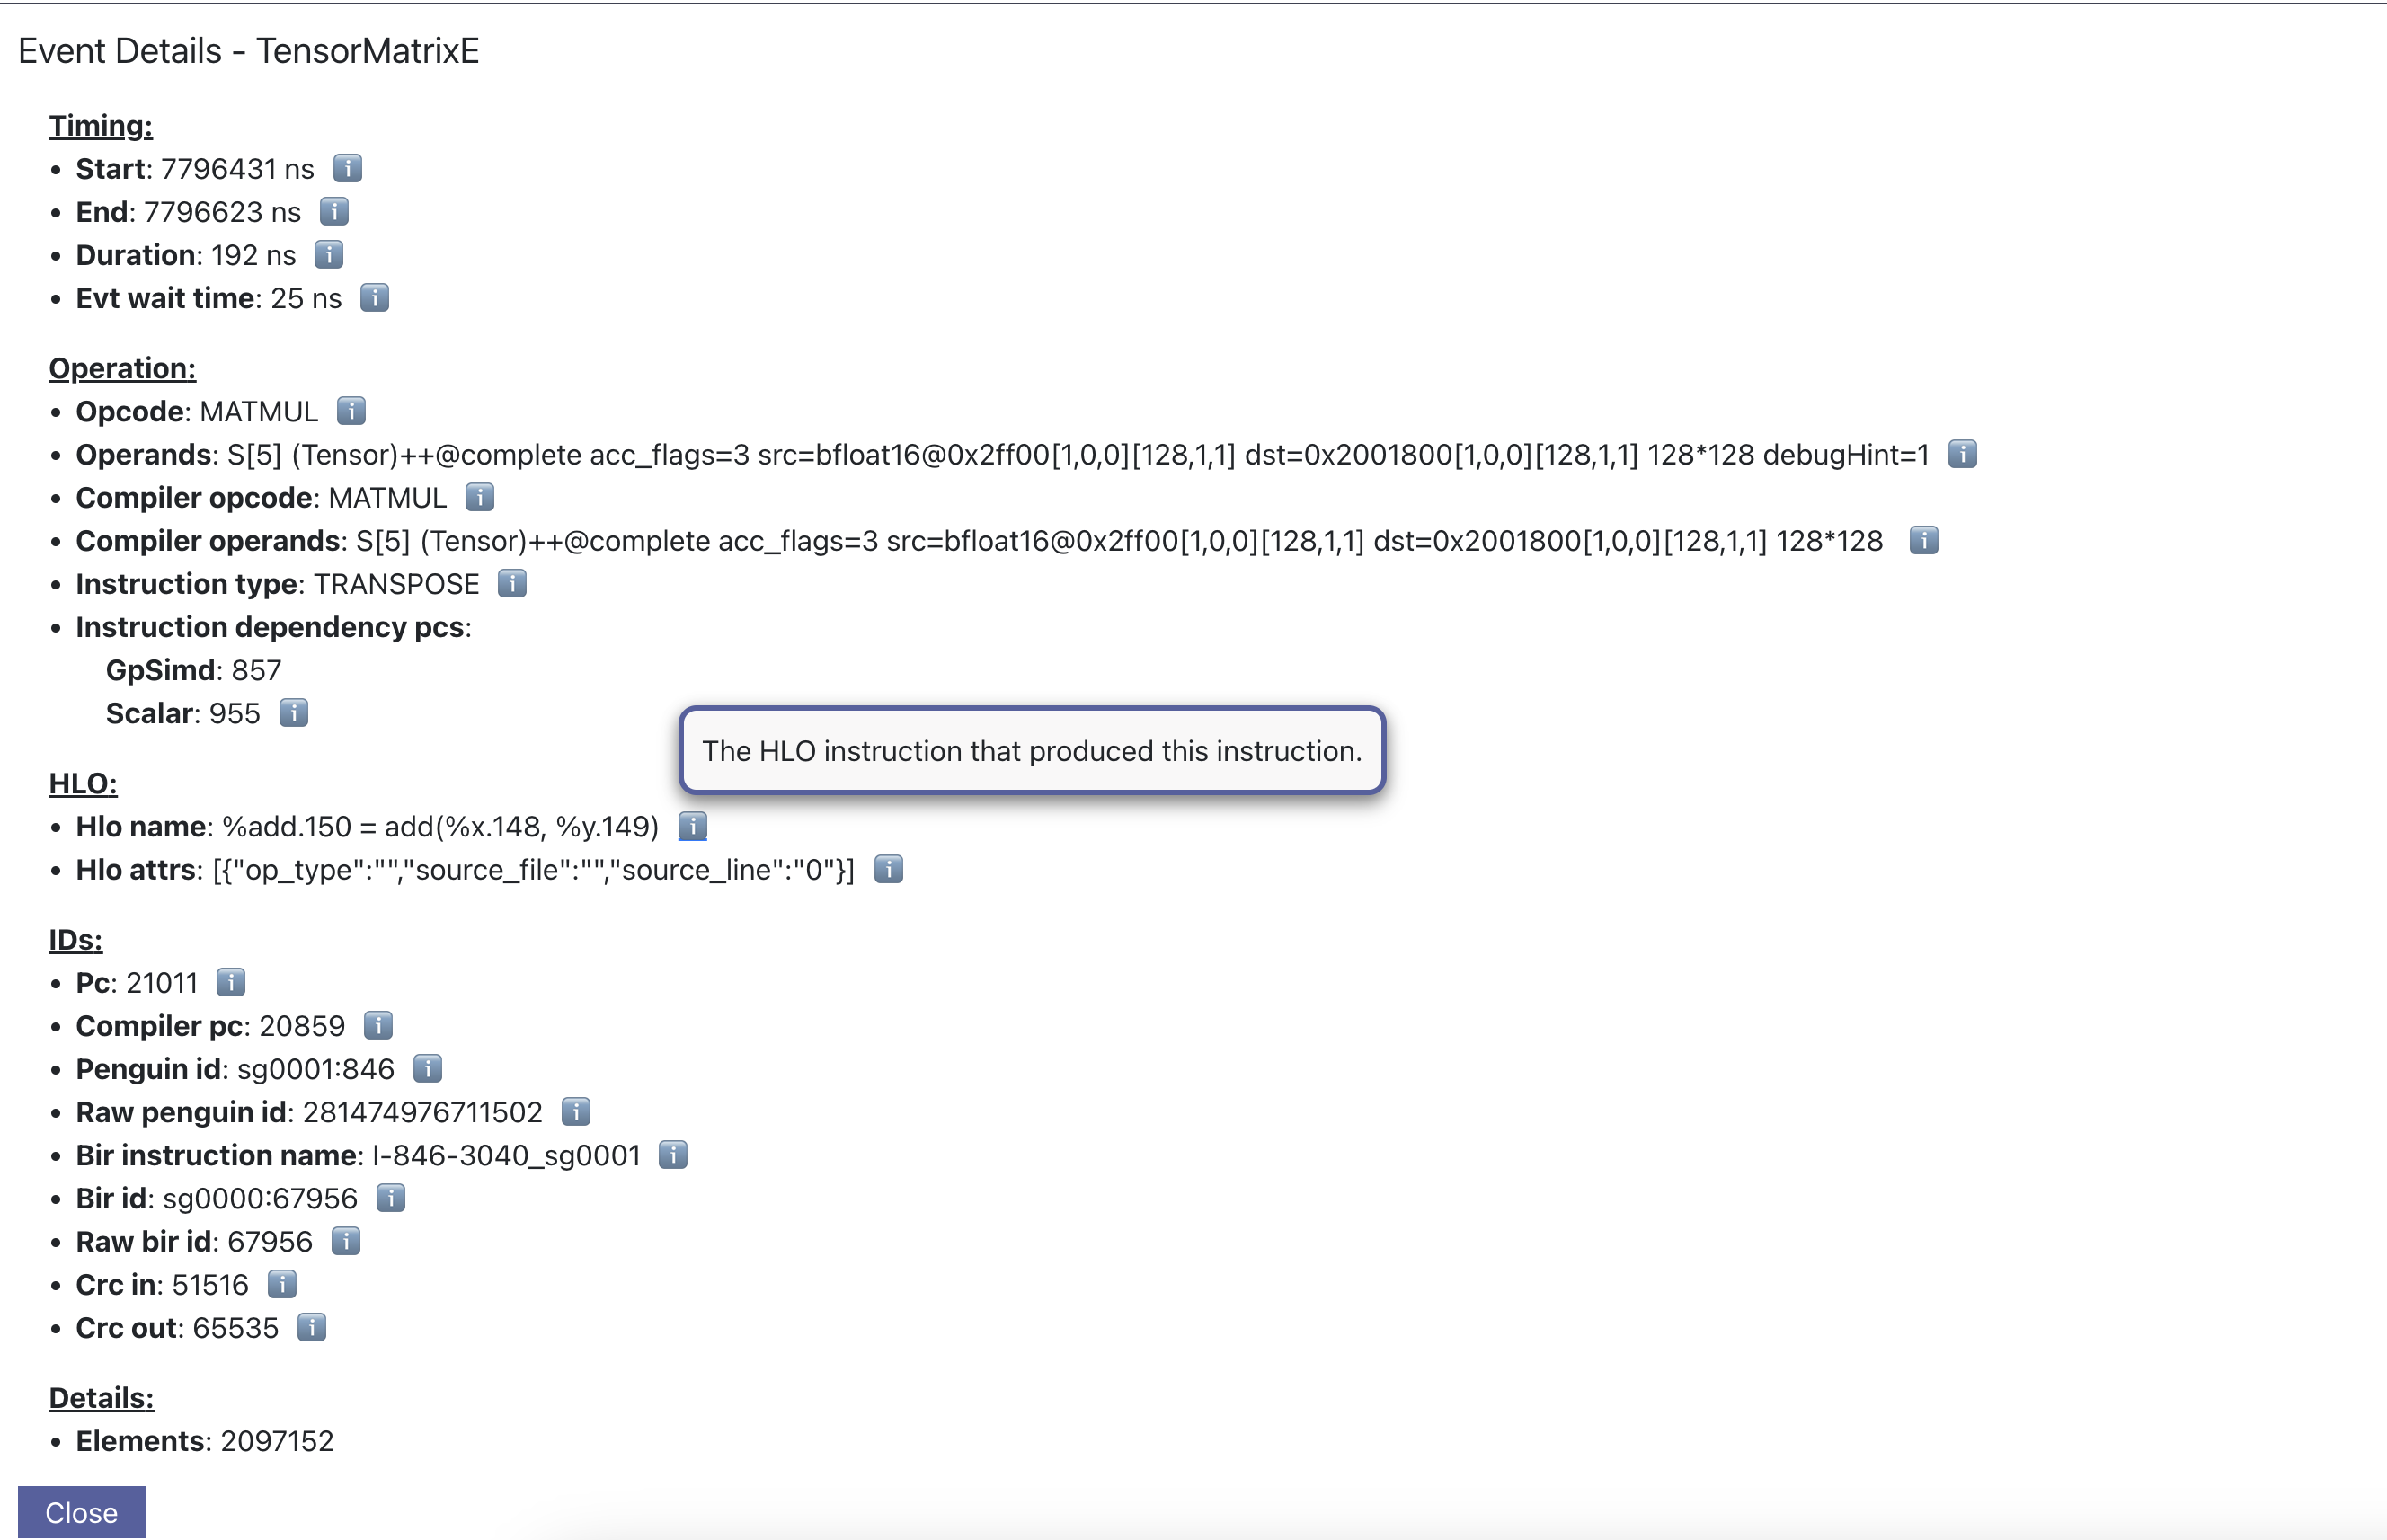 Event Details - TensorMatrixE
Timing:
• Start: 7796431 ns
• End: 7796623 ns
• Duration: 192 ns
• Evt wait time: 25 ns
Operation:
• Opcode: MATMUL
• Operands: S[5] (Tensor)++@complete acc_flags=3 src=bfloat16@0x2ff00[1,0,0][128,1,1] dst=0x2001800[1,0,0][128,1,1] 128*128 debugHint=1
• Compiler opcode: MATMUL
• Compiler operands: S[5] (Tensor)++@complete acc_flags=3 src=bfloat16@0x2ff00[1,0,0][128,1,1] dst=0x2001800[1,0,0][128,1,1] 128*128
• Instruction type: TRANSPOSE
• Instruction dependency pcs:
GpSimd: 857
Scalar: 955
The HLO instruction that produced this instruction.
HLO:
• Hlo name: %add.150 = add(%x.148, %y.149)
• Hlo attrs: [{"op_type":"","source_file":"","source_line":"0"}]
IDs:
• Pc: 21011
• Compiler pc: 20859
• Penguin id: sg0001:846
• Raw penguin id: 281474976711502
• Bir instruction name: I-846-3040_sg0001
• Bir id: sg0000:67956
• Raw bir id: 67956
• Crc in: 51516
• Crc out: 65535
Details:
• Elements: 2097152
Close